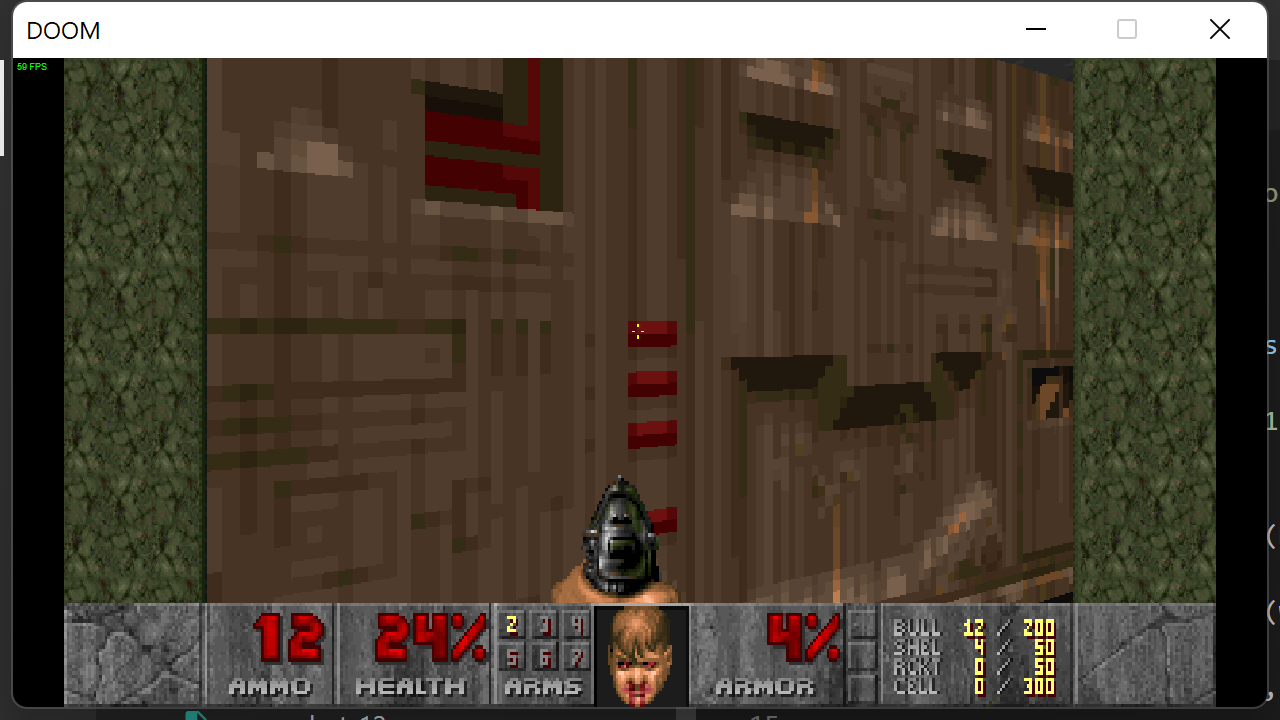 DOOM
59 FPS
12 24% 2 3 4 4% BULL 12 / 200
5 6 7 SHEL 4 / 50
RCKT 0 / 50
AMMO HEALTH ARMS ARMOR CELL 0 / 300